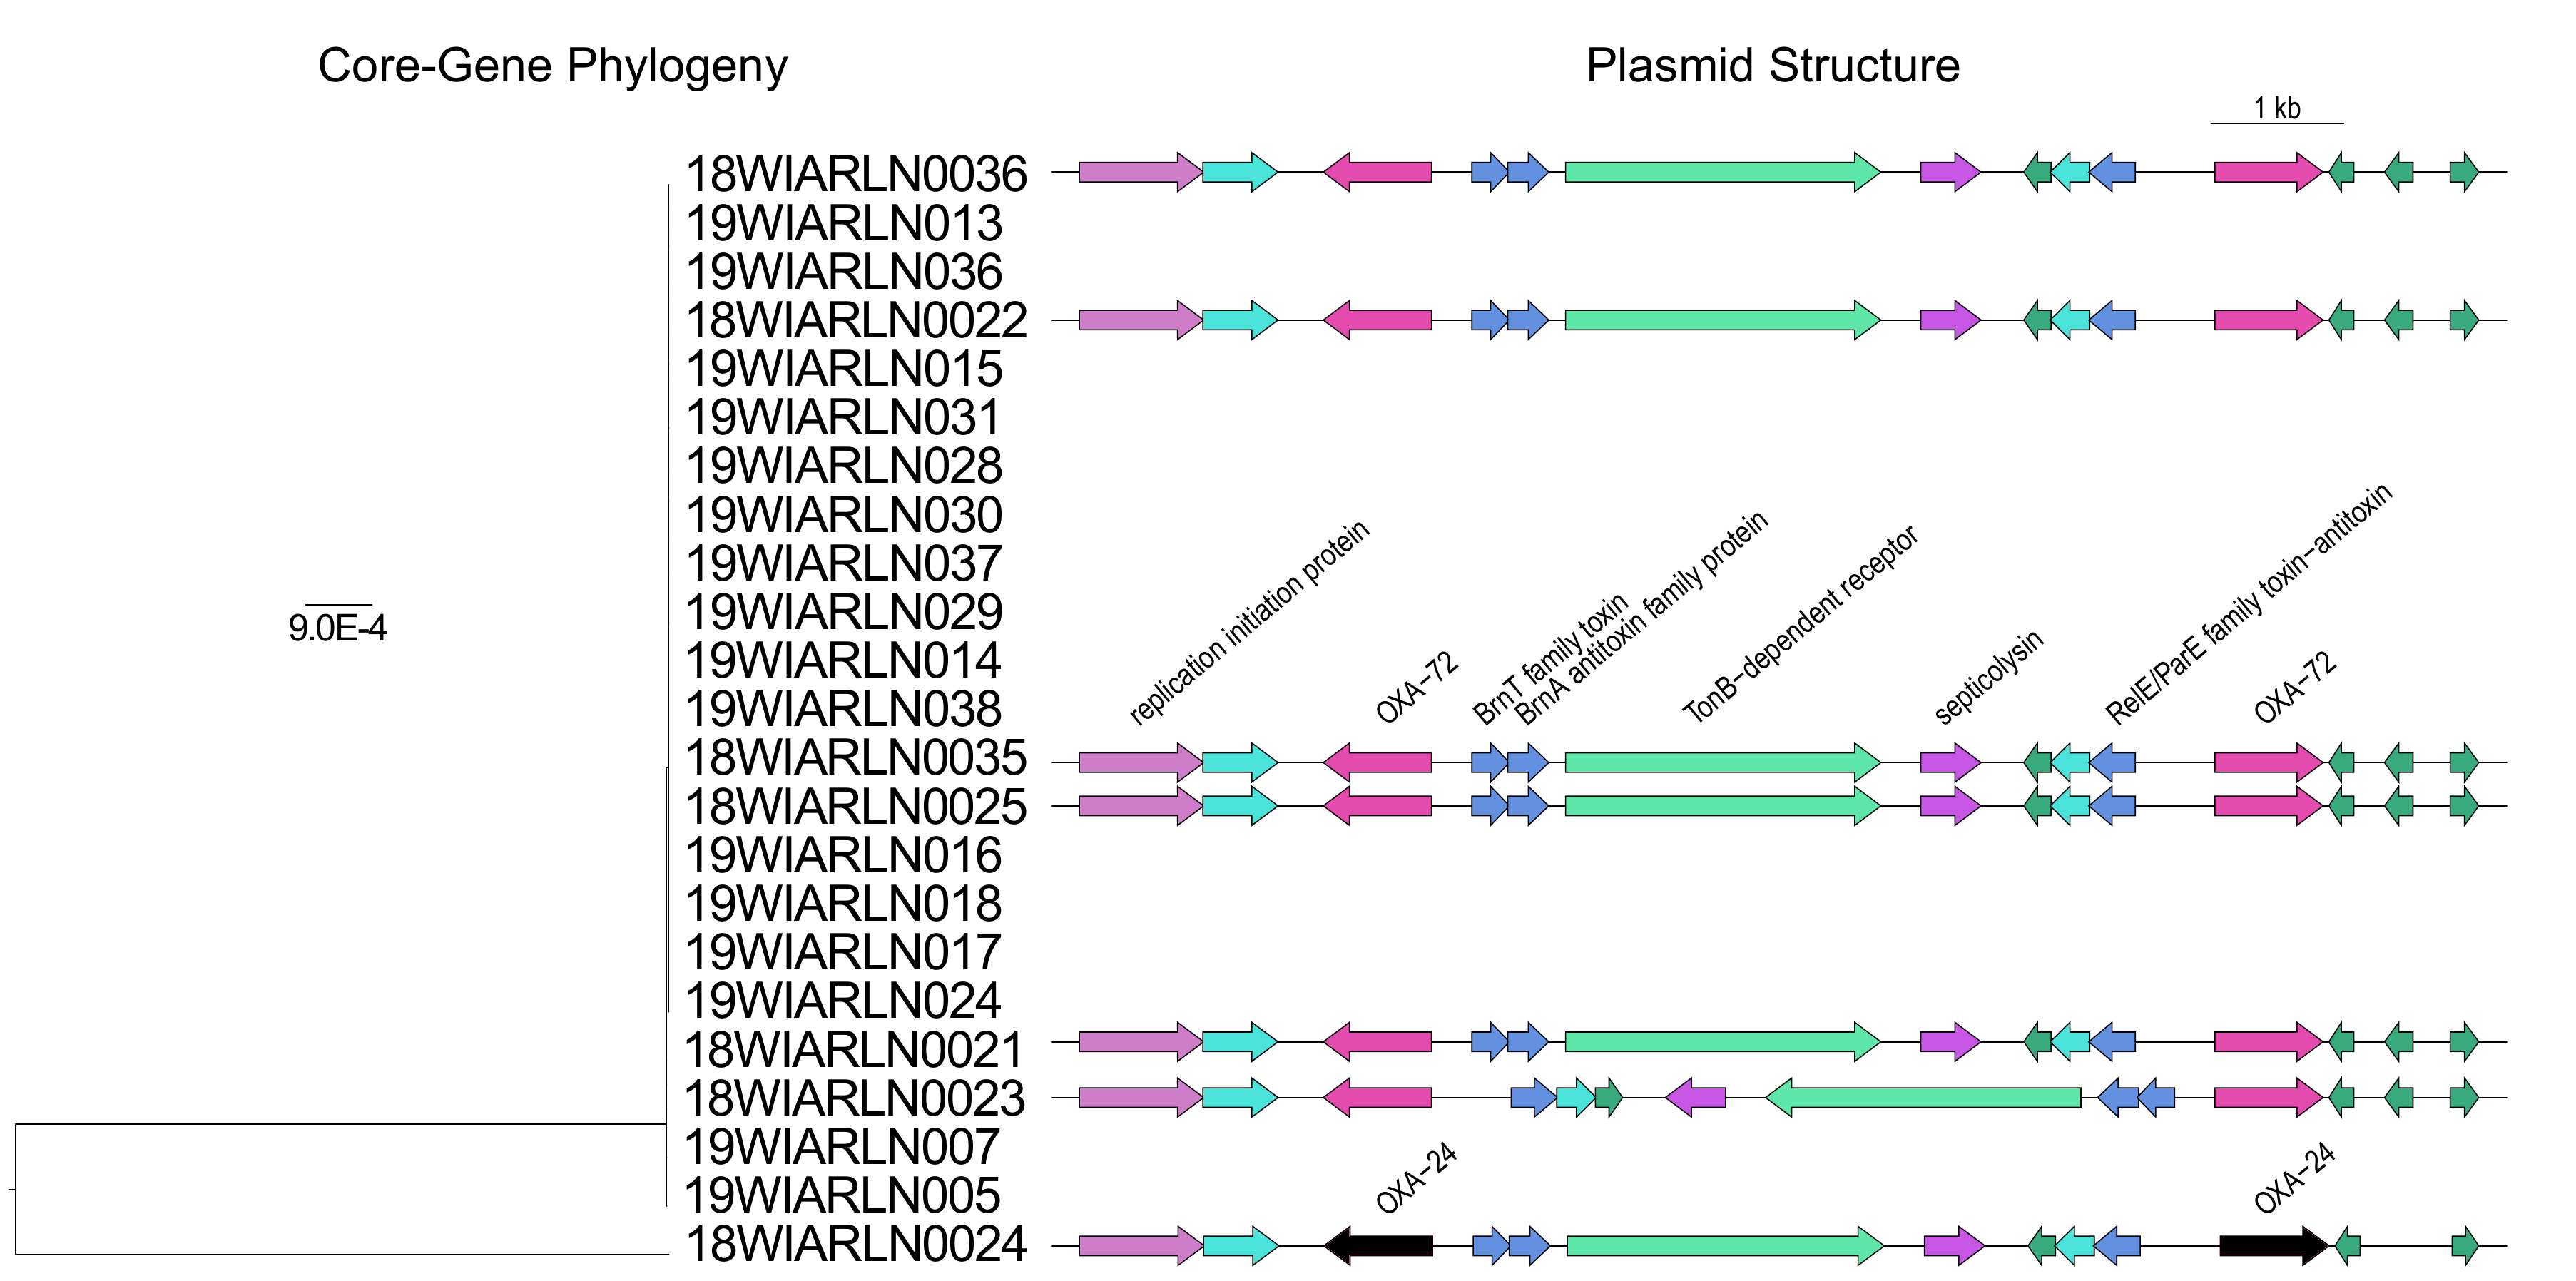 Core-Gene Phylogeny
Plasmid Structure
1 kb
18WIARLN0036
19WIARLN013
19WIARLN036
18WIARLN0022
19WIARLN015
19WIARLN031
19WIARLN028
19WIARLN030
19WIARLN037
19WIARLN029
19WIARLN014
19WIARLN038
18WIARLN0035
18WIARLN0025
19WIARLN016
19WIARLN018
19WIARLN017
19WIARLN024
18WIARLN0021
18WIARLN0023
19WIARLN007
19WIARLN005
18WIARLN0024
9.0E-4
replication initiation protein
OXA−72
BrnT family toxin
BrnA antitoxin family protein
TonB−dependent receptor
septicolysin
RelE/ParE family toxin−antitoxin
OXA−72
OXA−24
OXA−24